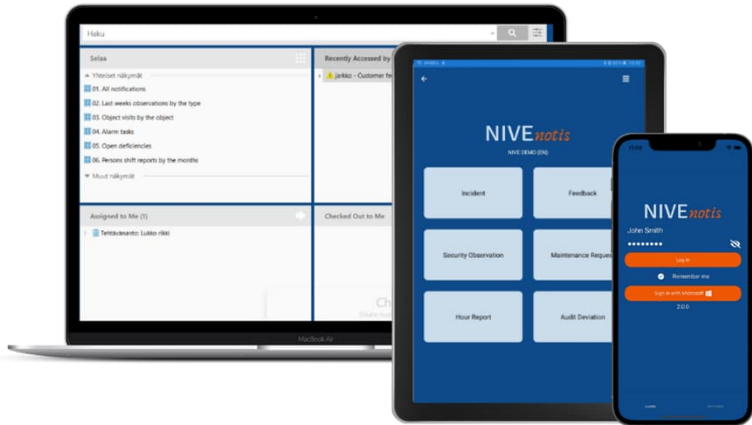 Haku
Selaa
Yhteiset näkymät
01. All notifications
02. Last weeks observations by the type
03. Object visits by the object
04. Alarm tasks
05. Open deficiencies
06. Persons shift reports by the months
Muut näkymät
Recently Accessed by
Jarkko - Customer fe
Assigned to Me (1)
Tehtävänanto: Lukko rikki
Checked Out to Me
MacBook Air
NIVEnotis
NIVE DEMO (EN)
Incident
Feedback
Security Observation
Maintenance Reques
Hour Report
Audit Deviation
NIVEnotis
John Smith
Log in
Remember me
Sign in with Microsoft
2.0.0